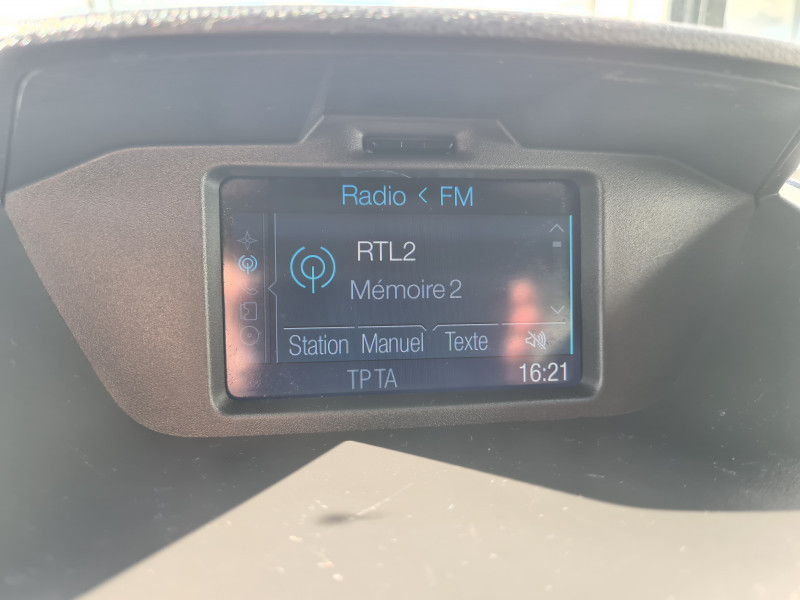 Radio < FM
RTL2
Mémoire 2
Station Manuel Texte
TP TA 16:21